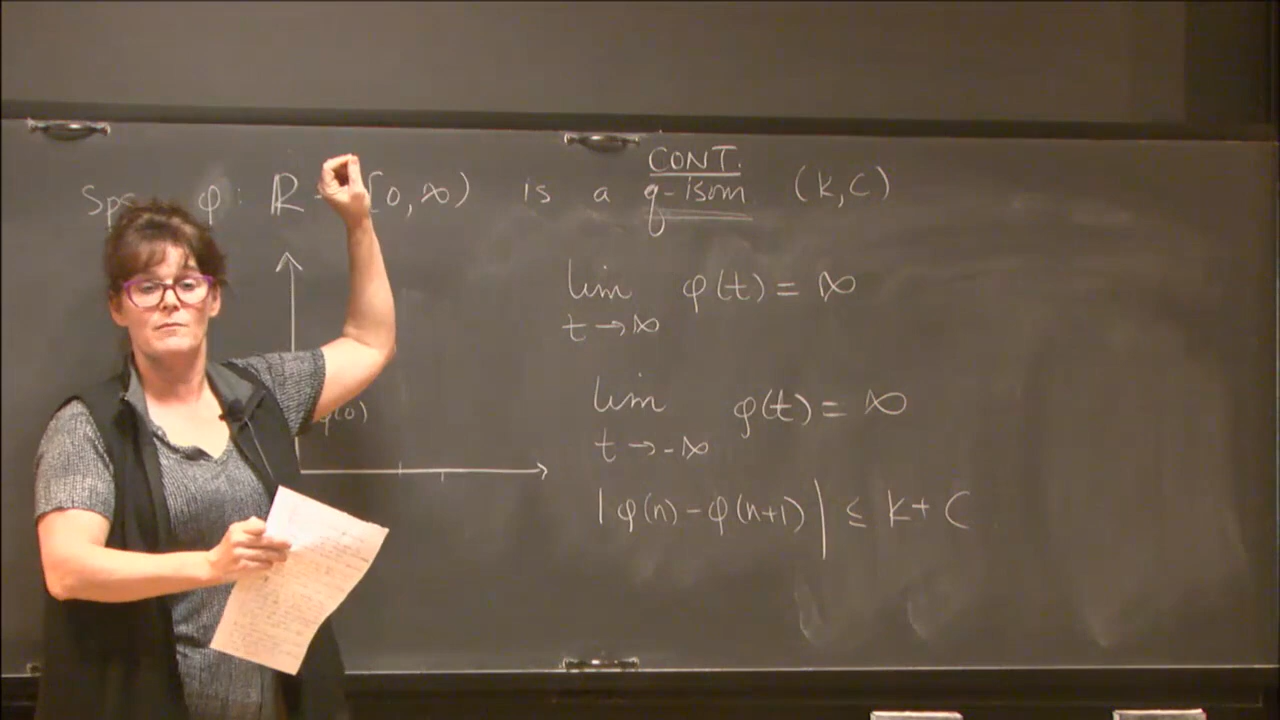 CONT.
Sps φ: ℝ → [0, ∞) is a q-isom (K, C)
lim φ(t) = ∞
t → ∞
φ(0)
lim φ(t) = ∞
t → -∞
|φ(n) - φ(n+1)| ≤ K + C